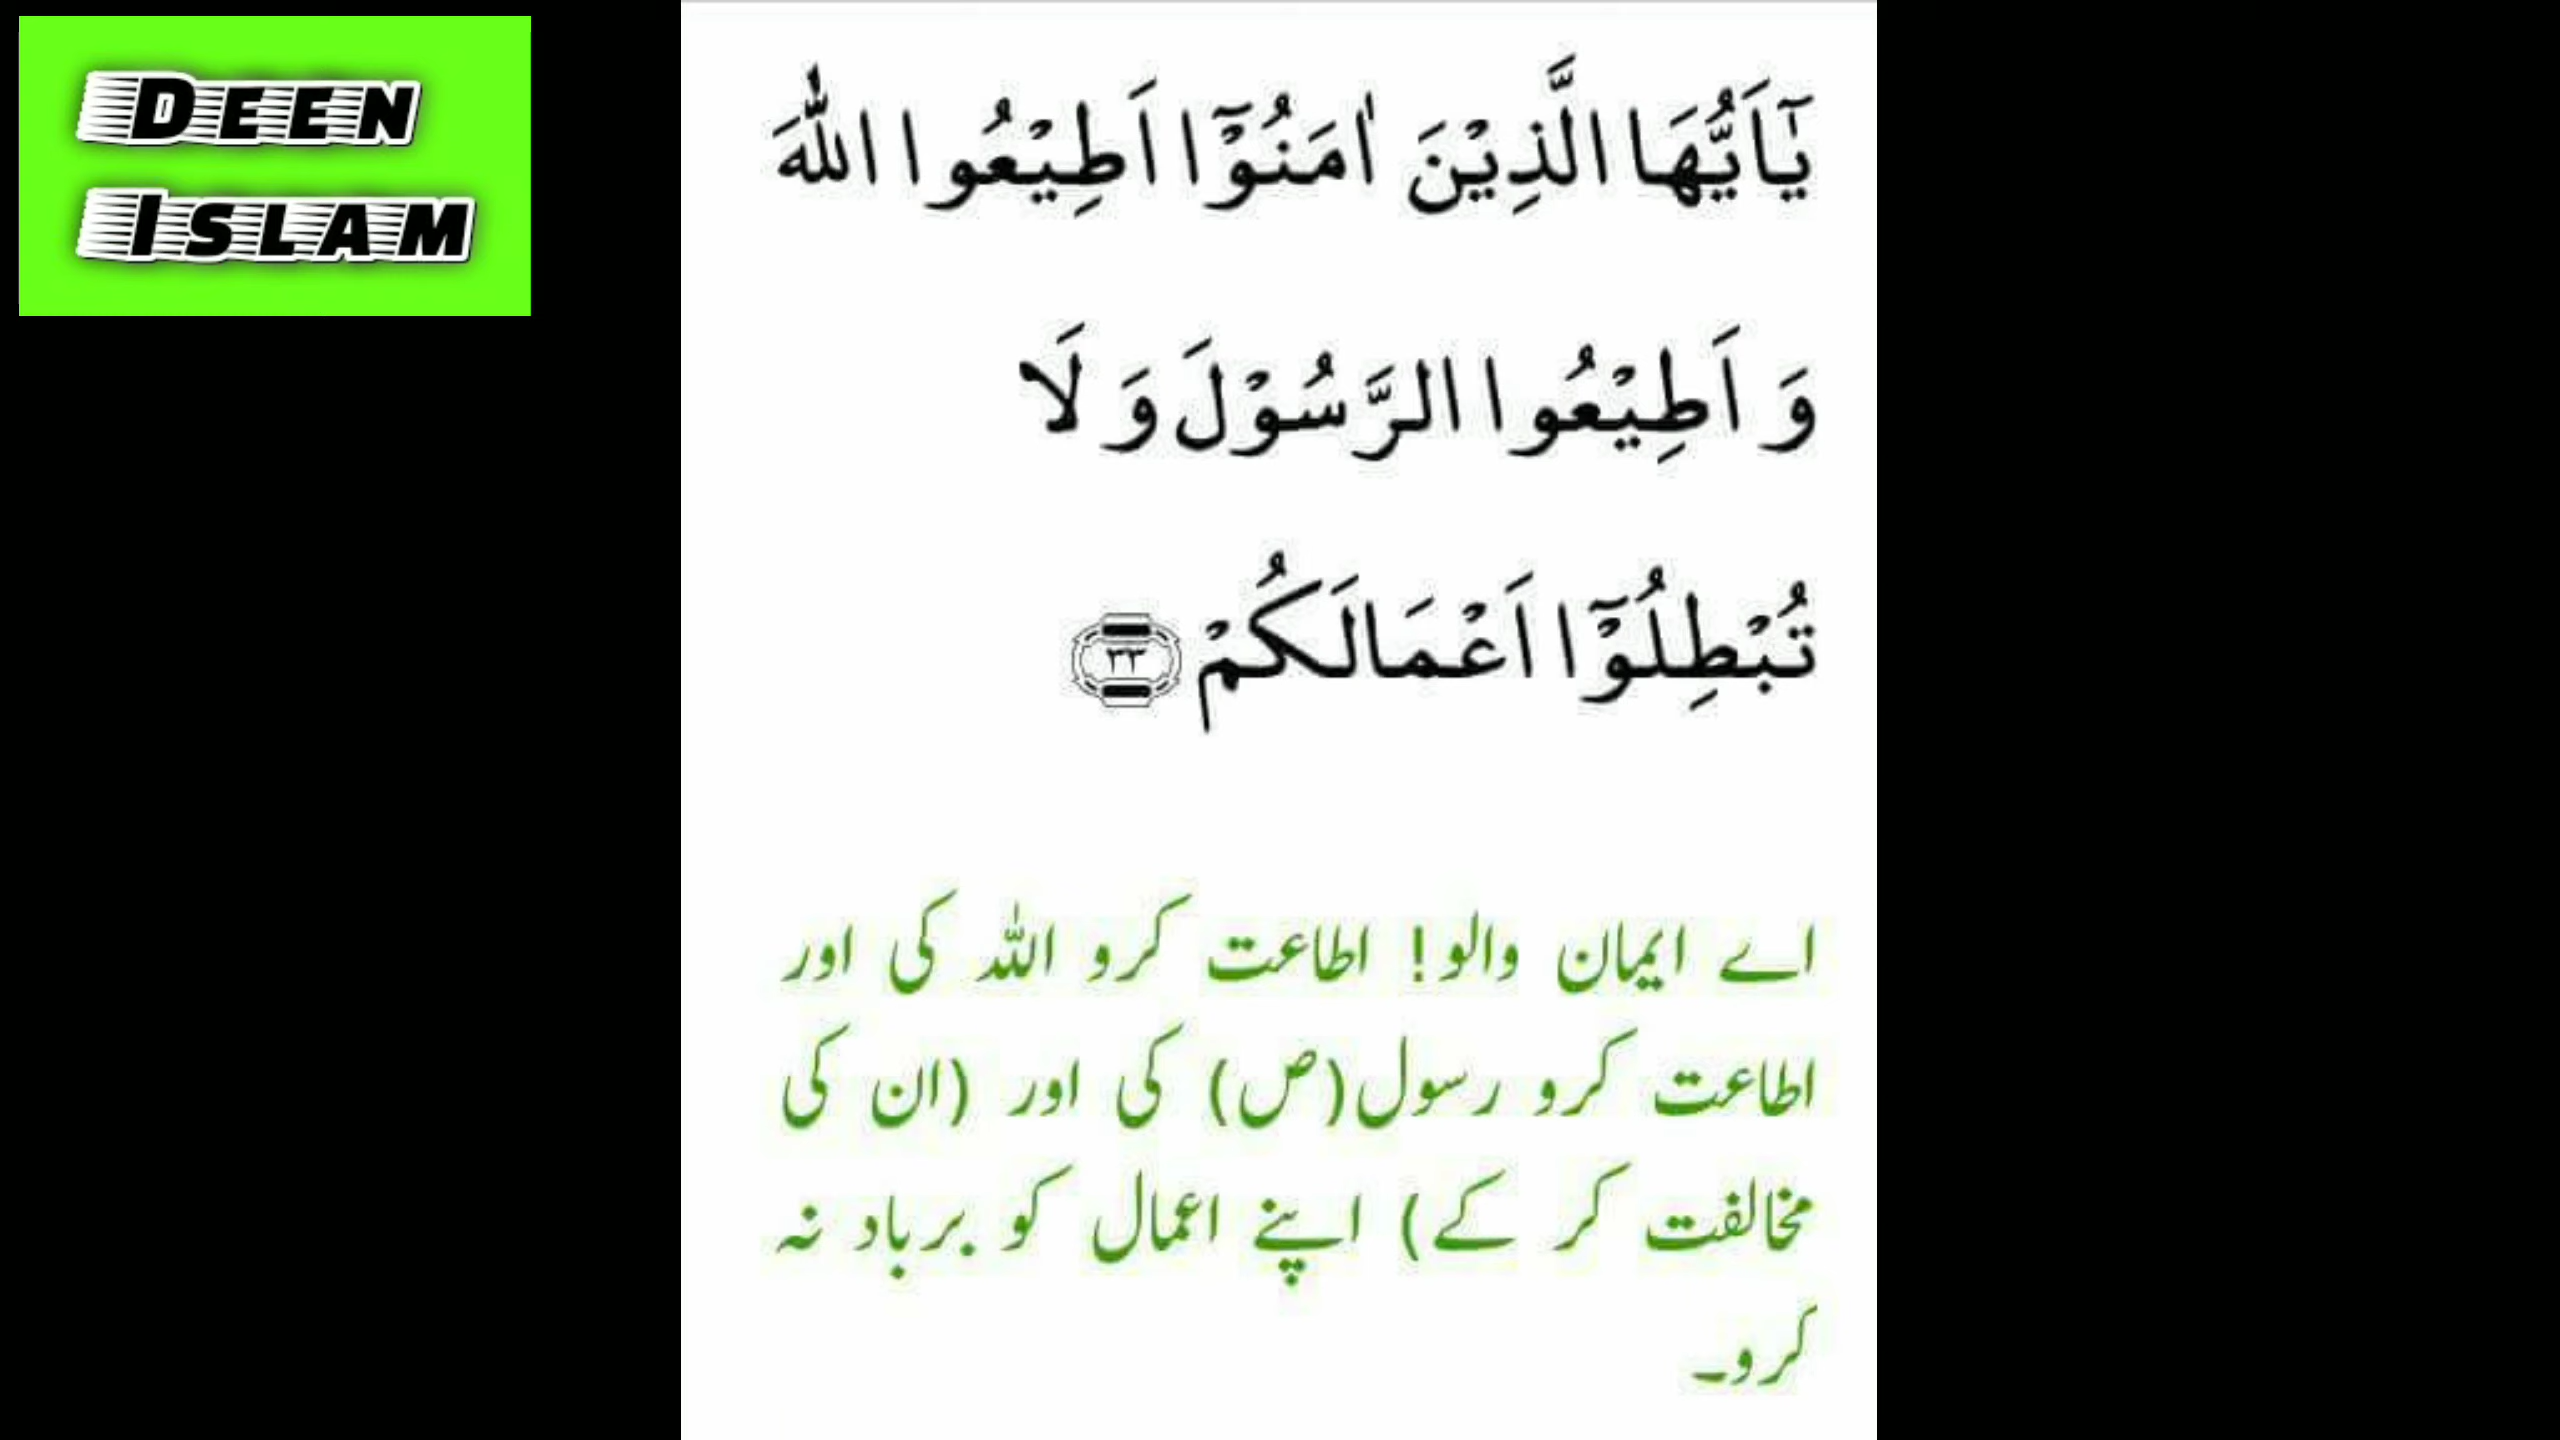 DEEN
ISLAM
يٰۤاَيُّهَا الَّذِيْنَ اٰمَنُوْۤا اَطِيْعُوا اللّٰهَ
وَ اَطِيْعُوا الرَّسُوْلَ وَ لَا
تُبْطِلُوْۤا اَعْمَالَكُمْ ۝۳۳
اے ایمان والو! اطاعت کرو اللہ کی اور
اطاعت کرو رسول(ص) کی اور (ان کی
مخالفت کر کے) اپنے اعمال کو برباد نہ
کرو۔